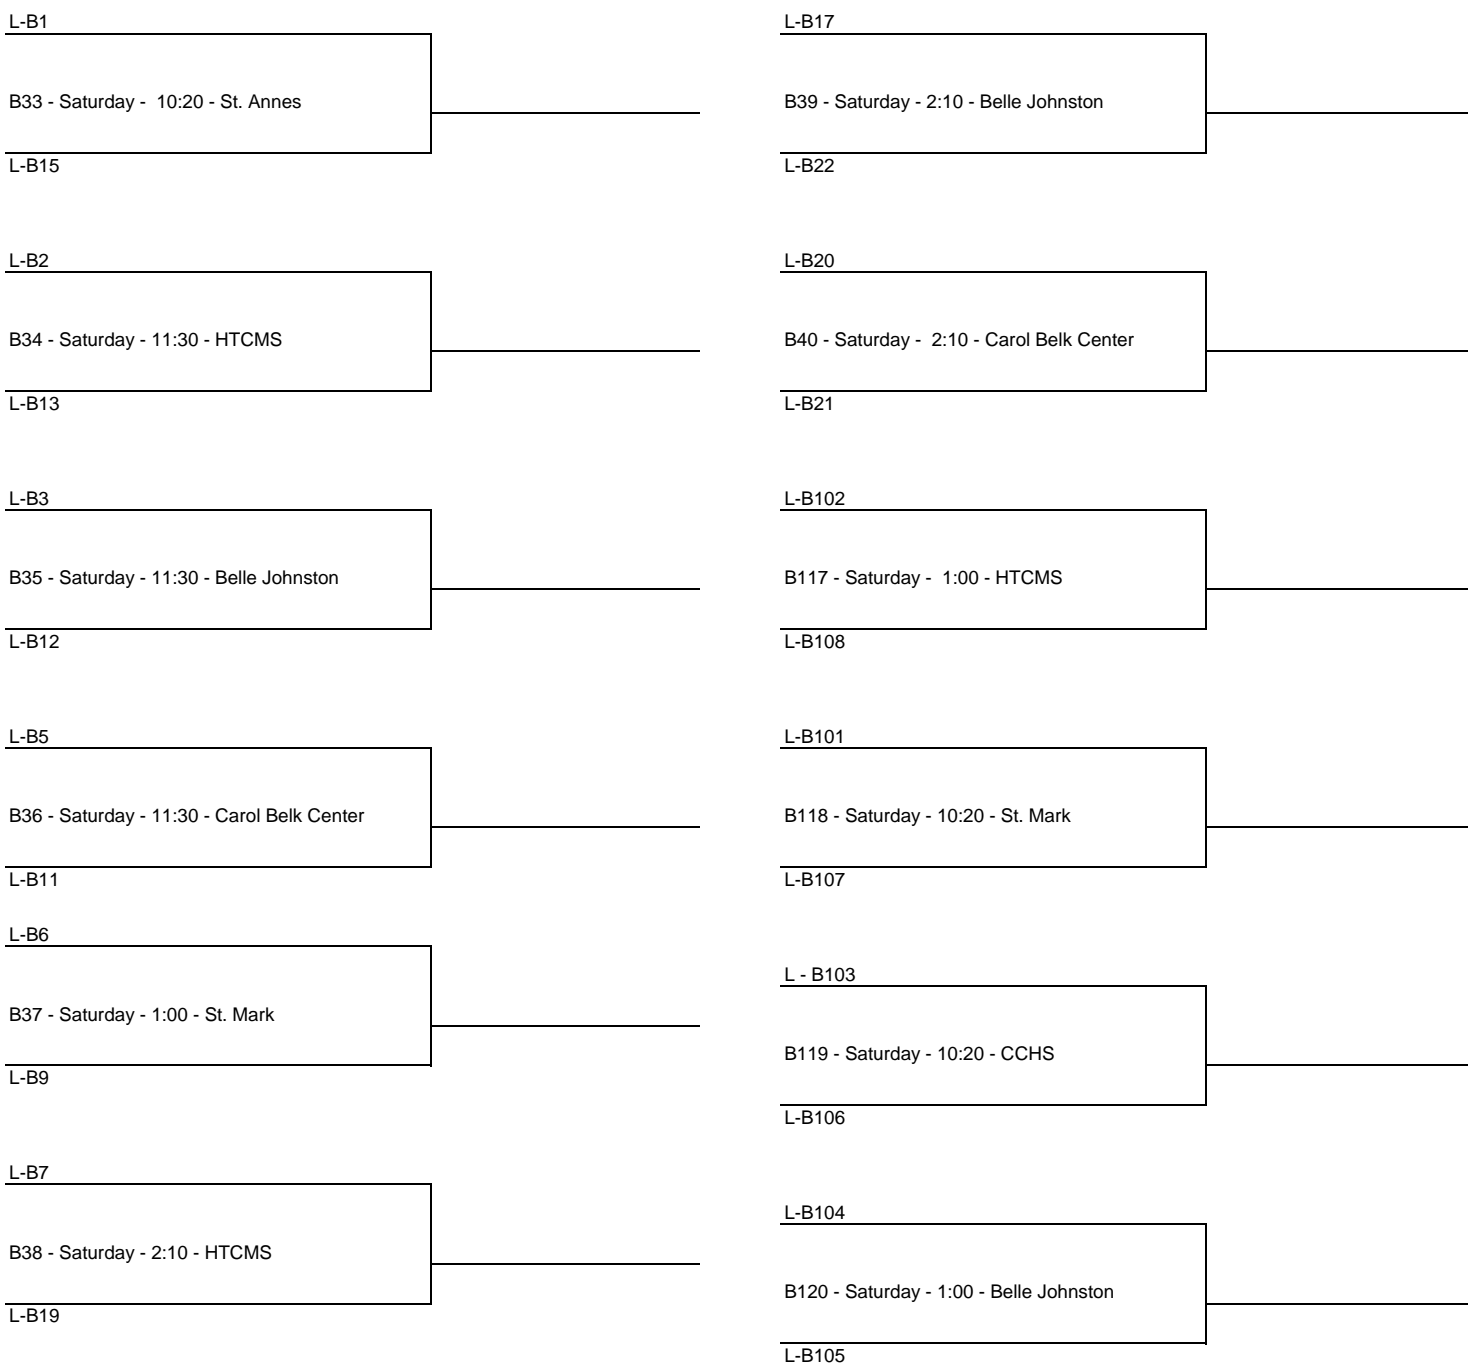 L-B1
B33 - Saturday -  10:20 - St. Annes
L-B15
L-B2
B34 - Saturday - 11:30 - HTCMS
L-B13
L-B3
B35 - Saturday - 11:30 - Belle Johnston
L-B12
L-B5
B36 - Saturday - 11:30 - Carol Belk Center
L-B11
L-B6
B37 - Saturday - 1:00 - St. Mark
L-B9
L-B7
B38 - Saturday - 2:10 - HTCMS
L-B19
L-B17
B39 - Saturday - 2:10 - Belle Johnston
L-B22
L-B20
B40 - Saturday -  2:10 - Carol Belk Center
L-B21
L-B102
B117 - Saturday -  1:00 - HTCMS
L-B108
L-B101
B118 - Saturday - 10:20 - St. Mark
L-B107
L - B103
B119 - Saturday - 10:20 - CCHS
L-B106
L-B104
B120 - Saturday - 1:00 - Belle Johnston
L-B105